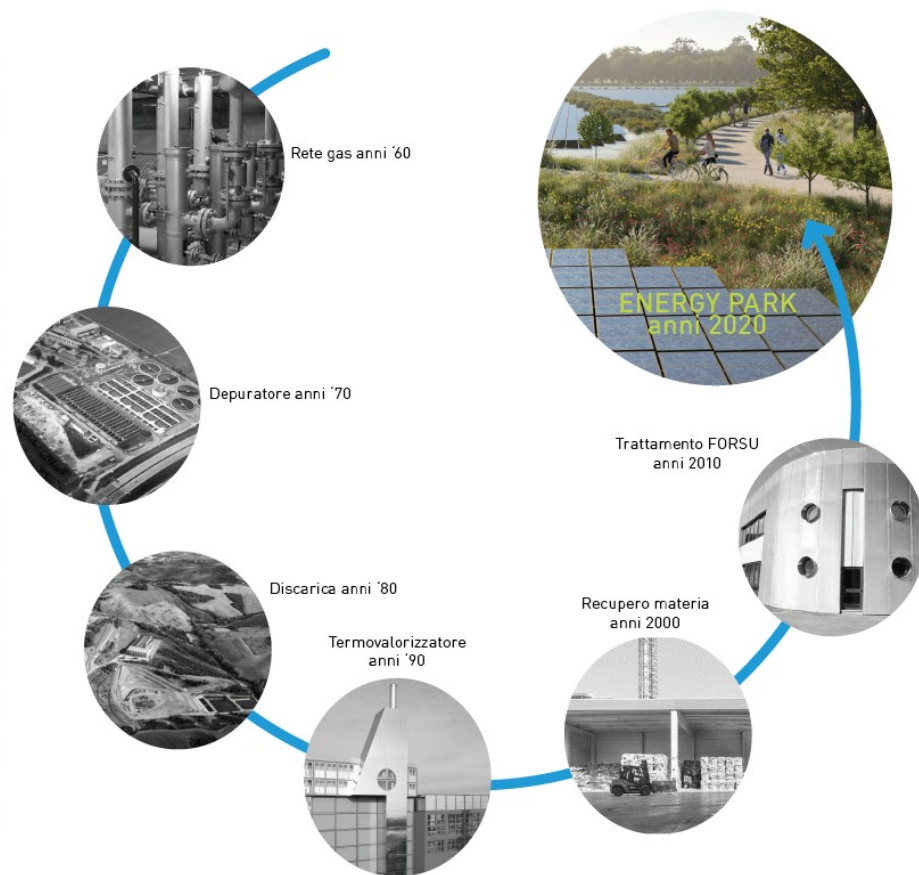 Rete gas anni '60
Depuratore anni '70
Discarica anni '80
Termovalorizzatore
anni '90
Recupero materia
anni 2000
Trattamento FORSU
anni 2010
ENERGY PARK
anni 2020